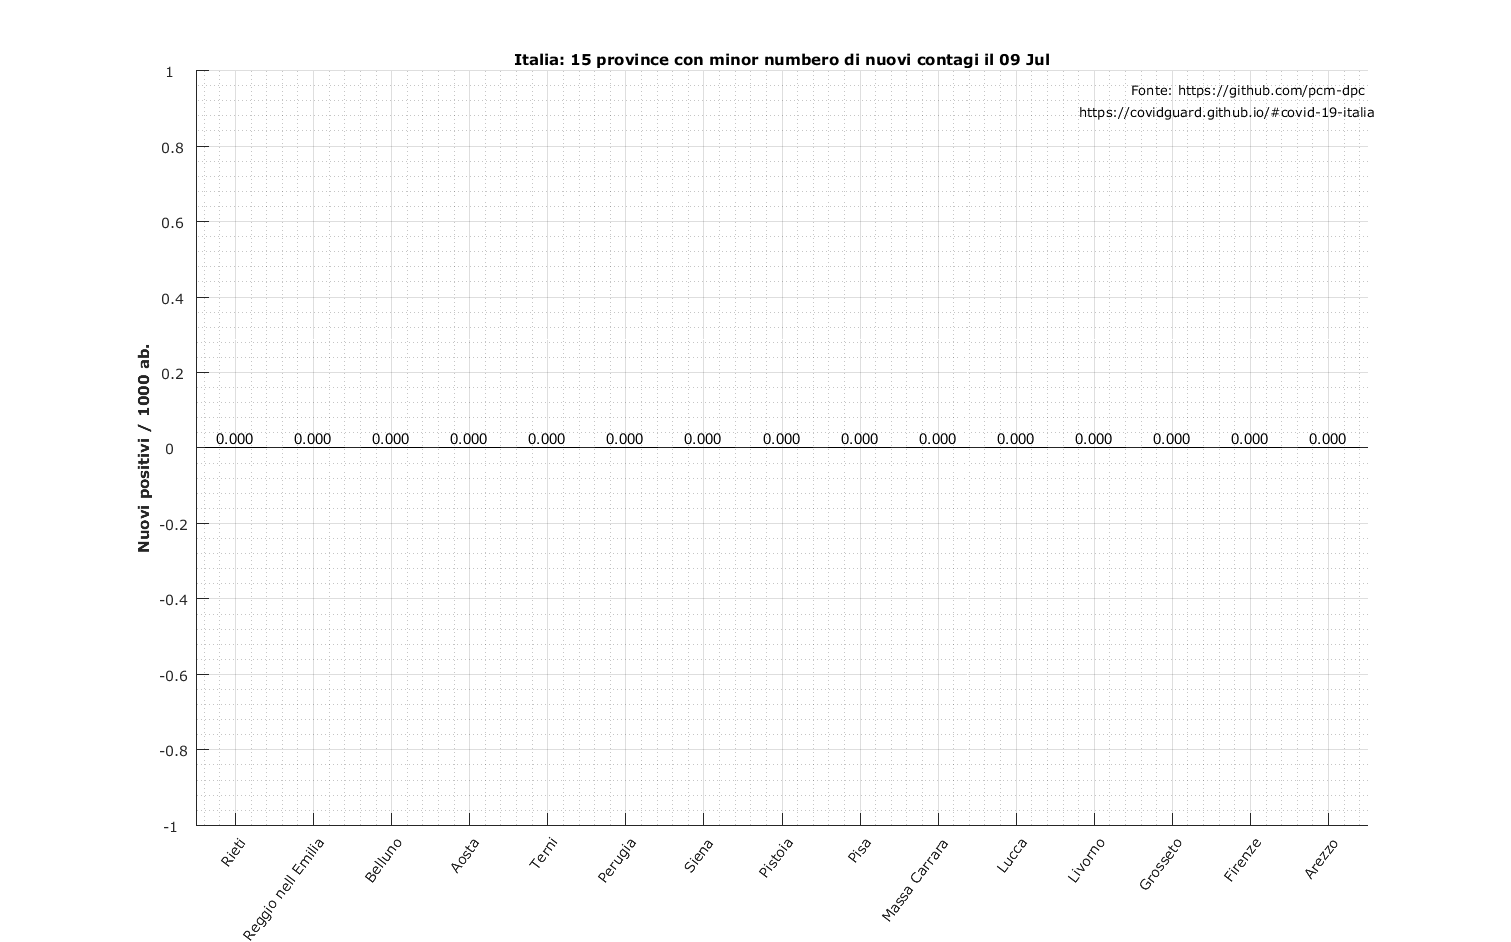 Italia: 15 province con minor numbero di nuovi contagi il 09 Jul
Fonte: https://github.com/pcm-dpc
https://covidguard.github.io/#covid-19-italia
Nuovi positivi / 1000 ab.
1
0.8
0.6
0.4
0.2
0
-0.2
-0.4
-0.6
-0.8
-1
0.000 0.000 0.000 0.000 0.000 0.000 0.000 0.000 0.000 0.000 0.000 0.000 0.000 0.000 0.000
Rieti
Reggio nell Emilia
Belluno
Aosta
Terni
Perugia
Siena
Pistoia
Pisa
Massa Carrara
Lucca
Livorno
Grosseto
Firenze
Arezzo